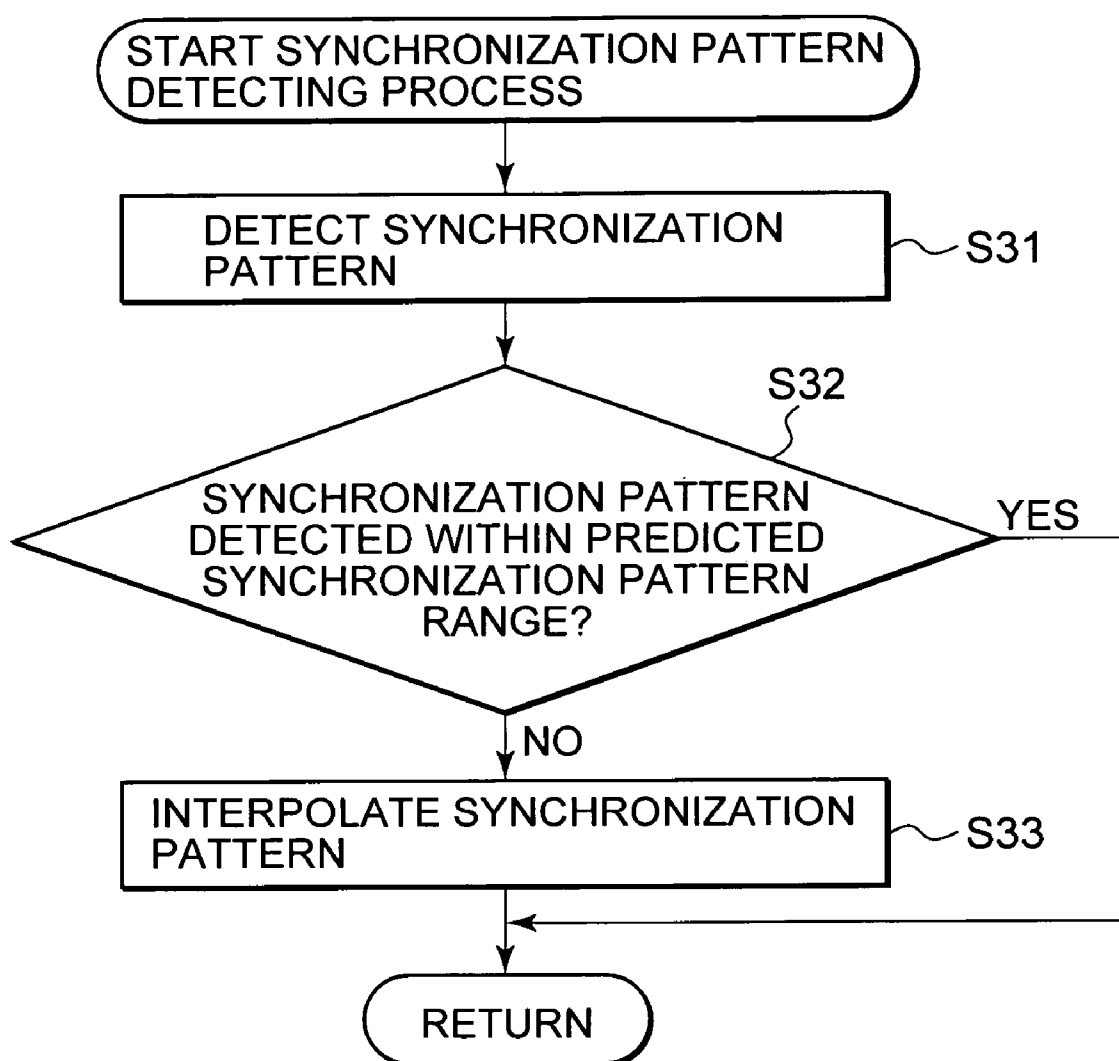 START SYNCHRONIZATION PATTERN
DETECTING PROCESS
DETECT SYNCHRONIZATION
PATTERN
S31
S32
SYNCHRONIZATION PATTERN
DETECTED WITHIN PREDICTED
SYNCHRONIZATION PATTERN
RANGE?
YES
NO
INTERPOLATE SYNCHRONIZATION
PATTERN
S33
RETURN